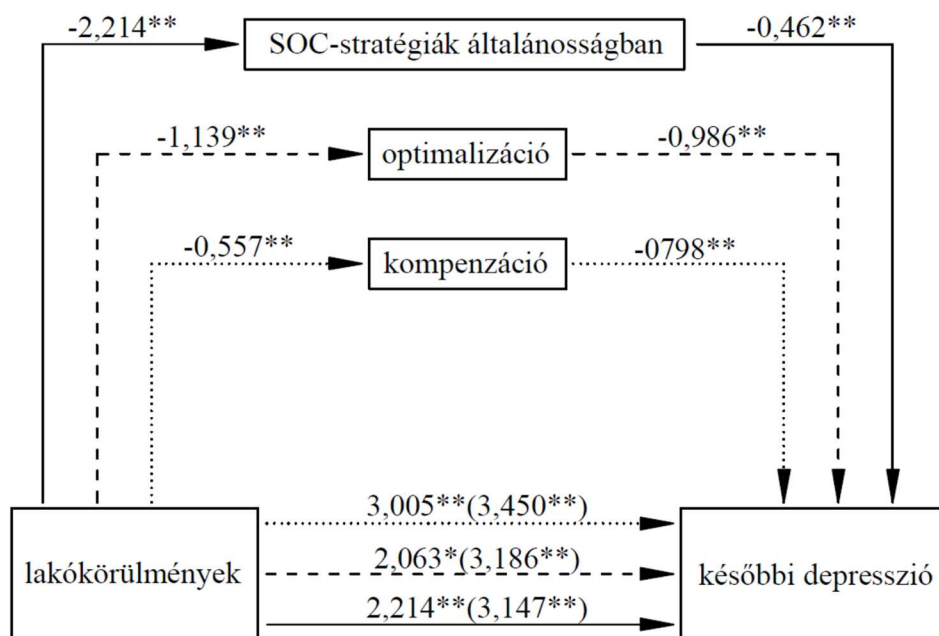 -2,214** SOC-stratégiák általánosságban -0,462**
-1,139** optimalizáció -0,986**
-0,557** kompenzáció -0798**
3,005**(3,450**)
lakókörülmények 2,063*(3,186**) későbbi depresszió
2,214**(3,147**)